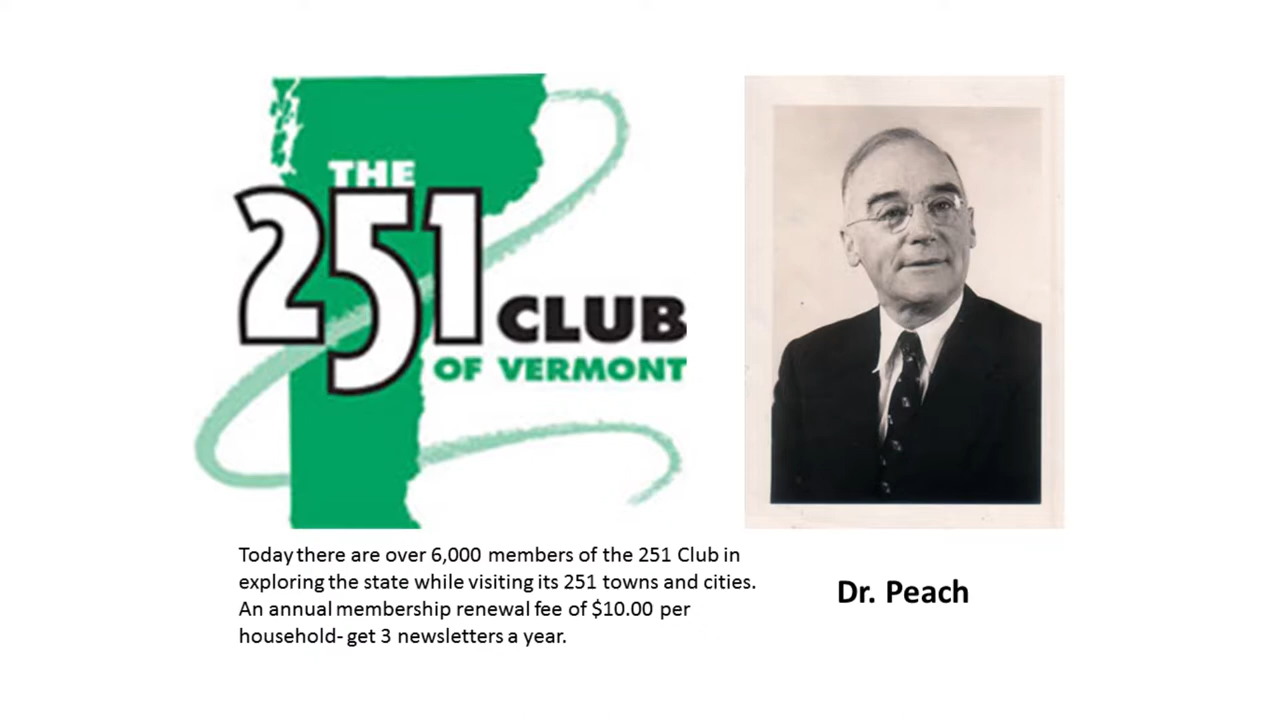 THE
251
CLUB
OF VERMONT
Today there are over 6,000 members of the 251 Club in
exploring the state while visiting its 251 towns and cities.
An annual membership renewal fee of $10.00 per
household- get 3 newsletters a year.
Dr. Peach